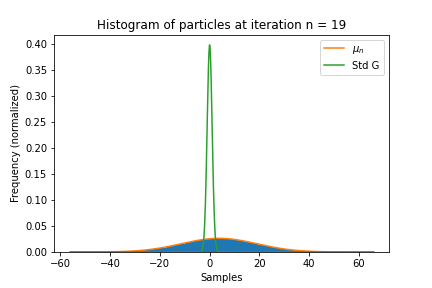 Histogram of particles at iteration n = 19
0.40
0.35
0.30
0.25
0.20
0.15
0.10
0.05
0.00
Frequency (normalized)
μn
Std G
−60 −40 −20 0 20 40 60
Samples